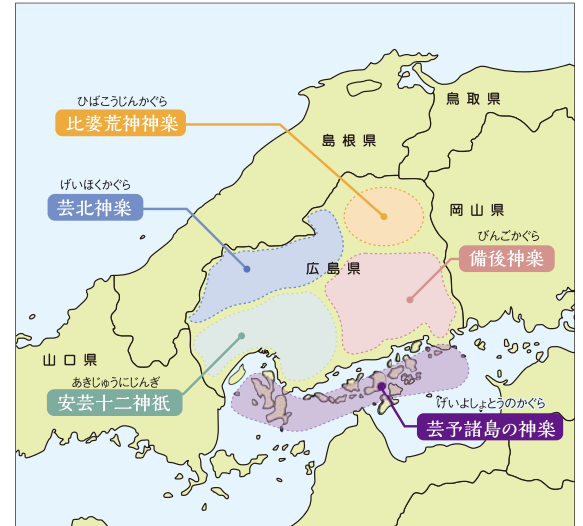 鳥取県
ひばこうじんかぐら
比婆荒神神楽
島根県
げいほくかぐら
芸北神楽
岡山県
びんごかぐら
備後神楽
広島県
山口県
あきじゅうにじんぎ
安芸十二神祇
げいよしょとうのかぐら
芸予諸島の神楽